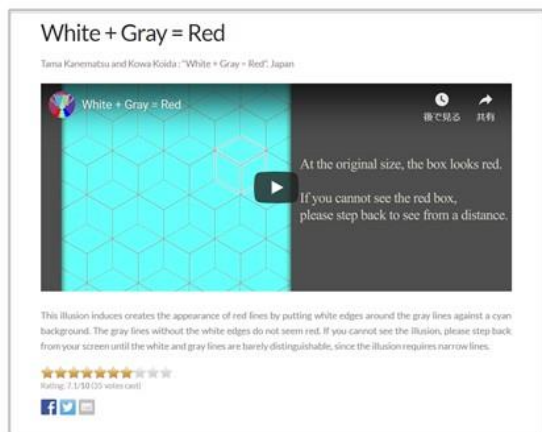 White + Gray = Red
Tama Kanematsu and Kowa Koida : "White + Gray = Red", Japan
White + Gray = Red
後で見る
共有
At the original size, the box looks red.
If you cannot see the red box,
please step back to see from a distance.
This illusion induces creates the appearance of red lines by putting white edges around the gray lines against a cyan
background. The gray lines without the white edges do not seem red. If you cannot see the illusion, please step back
from your screen until the white and gray lines are barely distinguishable, since the illusion requires narrow lines.
Rating: 7.1/10 (35 votes cast)